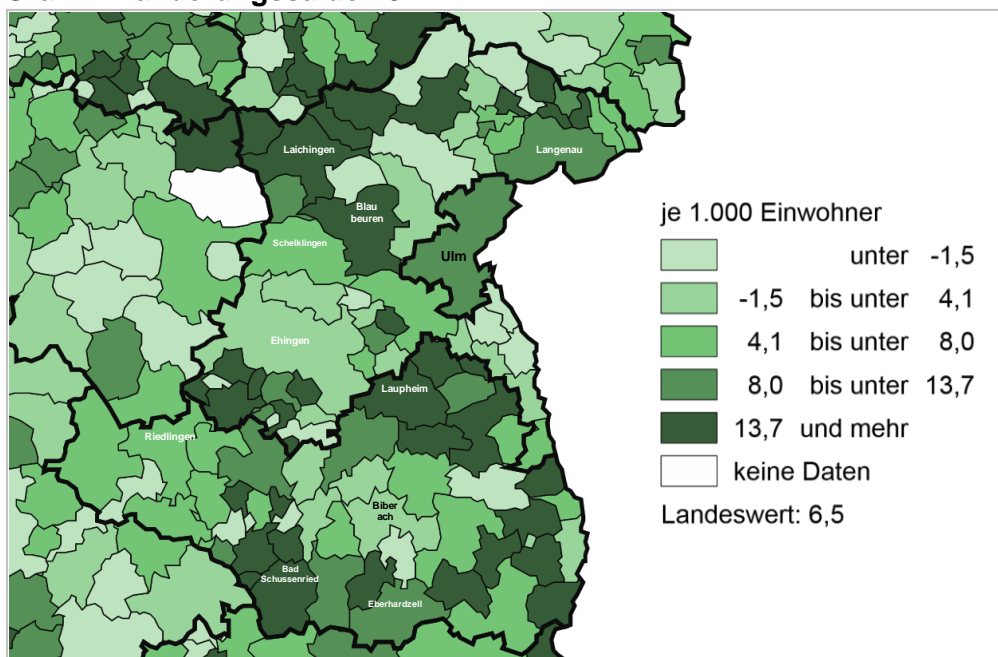 Laichingen
Langenau
Blau
beuren
Schelklingen
Ulm
Ehingen
Laupheim
Riedlingen
Biber
ach
Bad
Schussenried
Eberhardzell
je 1.000 Einwohner
unter -1,5
-1,5 bis unter 4,1
4,1 bis unter 8,0
8,0 bis unter 13,7
13,7 und mehr
keine Daten
Landeswert: 6,5